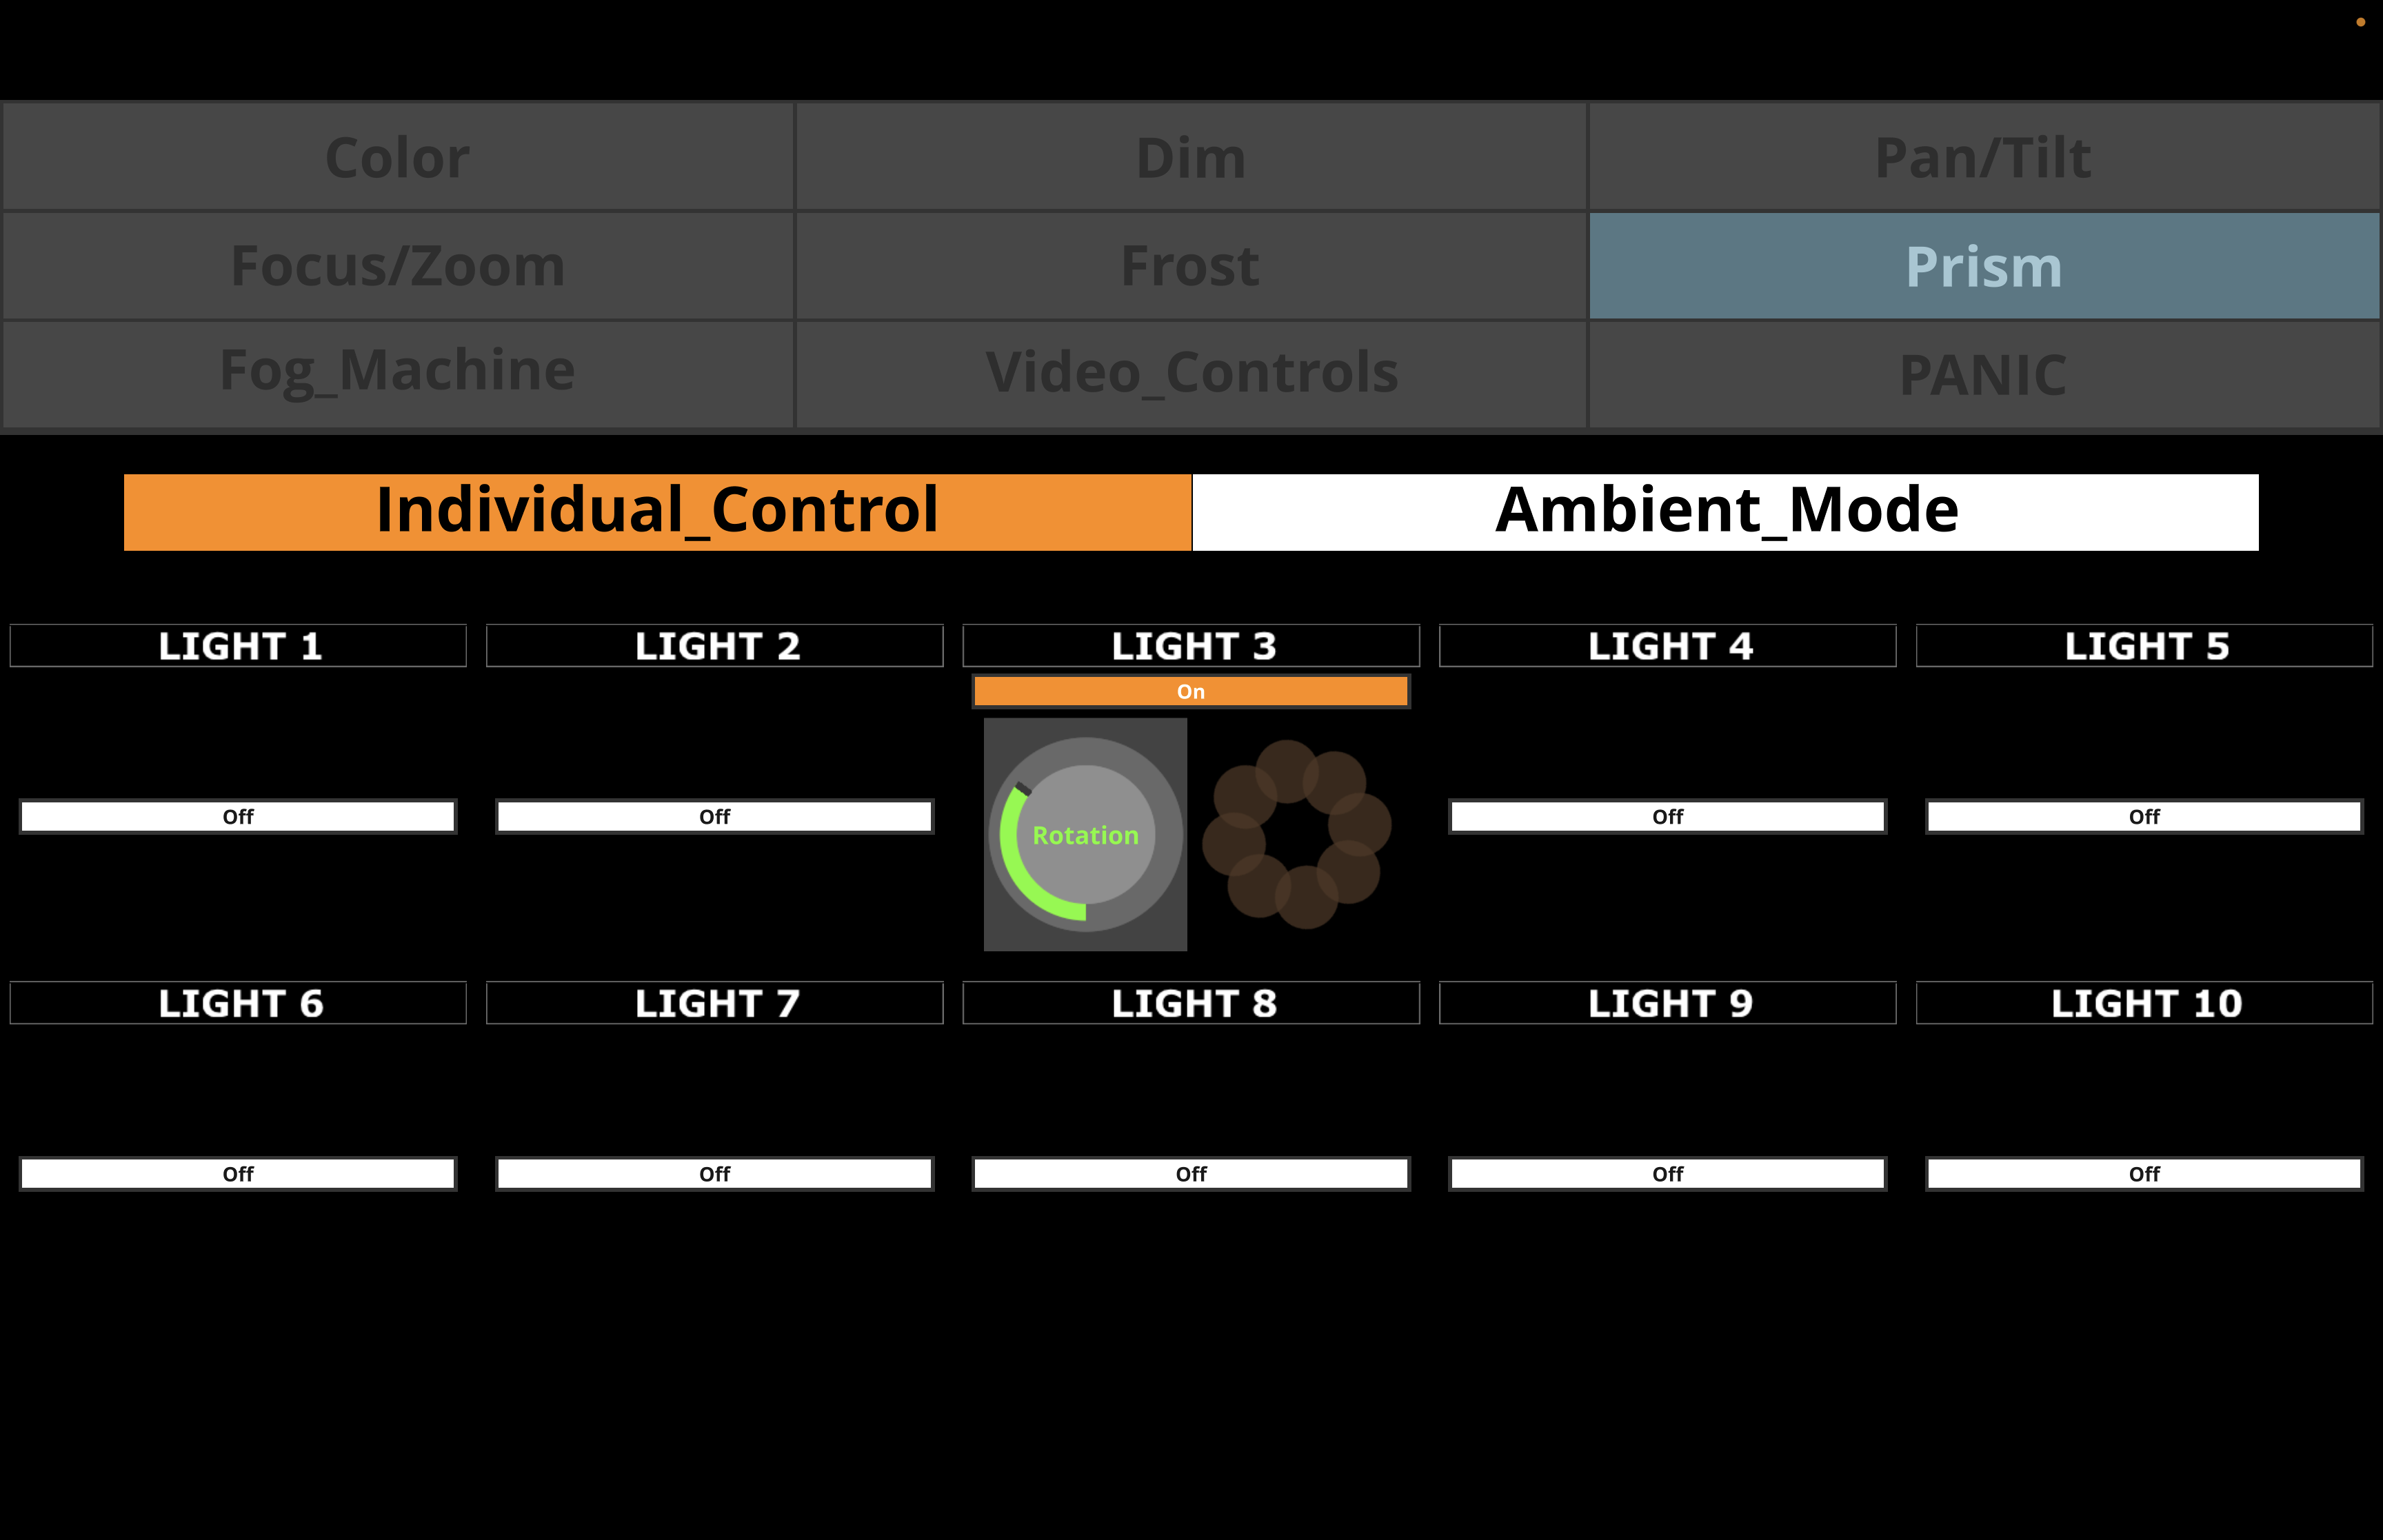 Color Dim Pan/Tilt
Focus/Zoom Frost Prism
Fog_Machine Video_Controls PANIC
Individual_Control Ambient_Mode
LIGHT 1 LIGHT 2 LIGHT 3 LIGHT 4 LIGHT 5
On
Off Off Rotation Off Off
LIGHT 6 LIGHT 7 LIGHT 8 LIGHT 9 LIGHT 10
Off Off Off Off Off